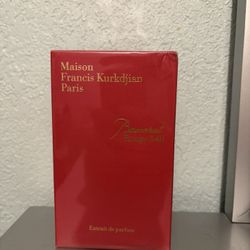 Maison
Francis Kurkdjian
Paris
Baccarat
Rouge 540
Extrait de parfum